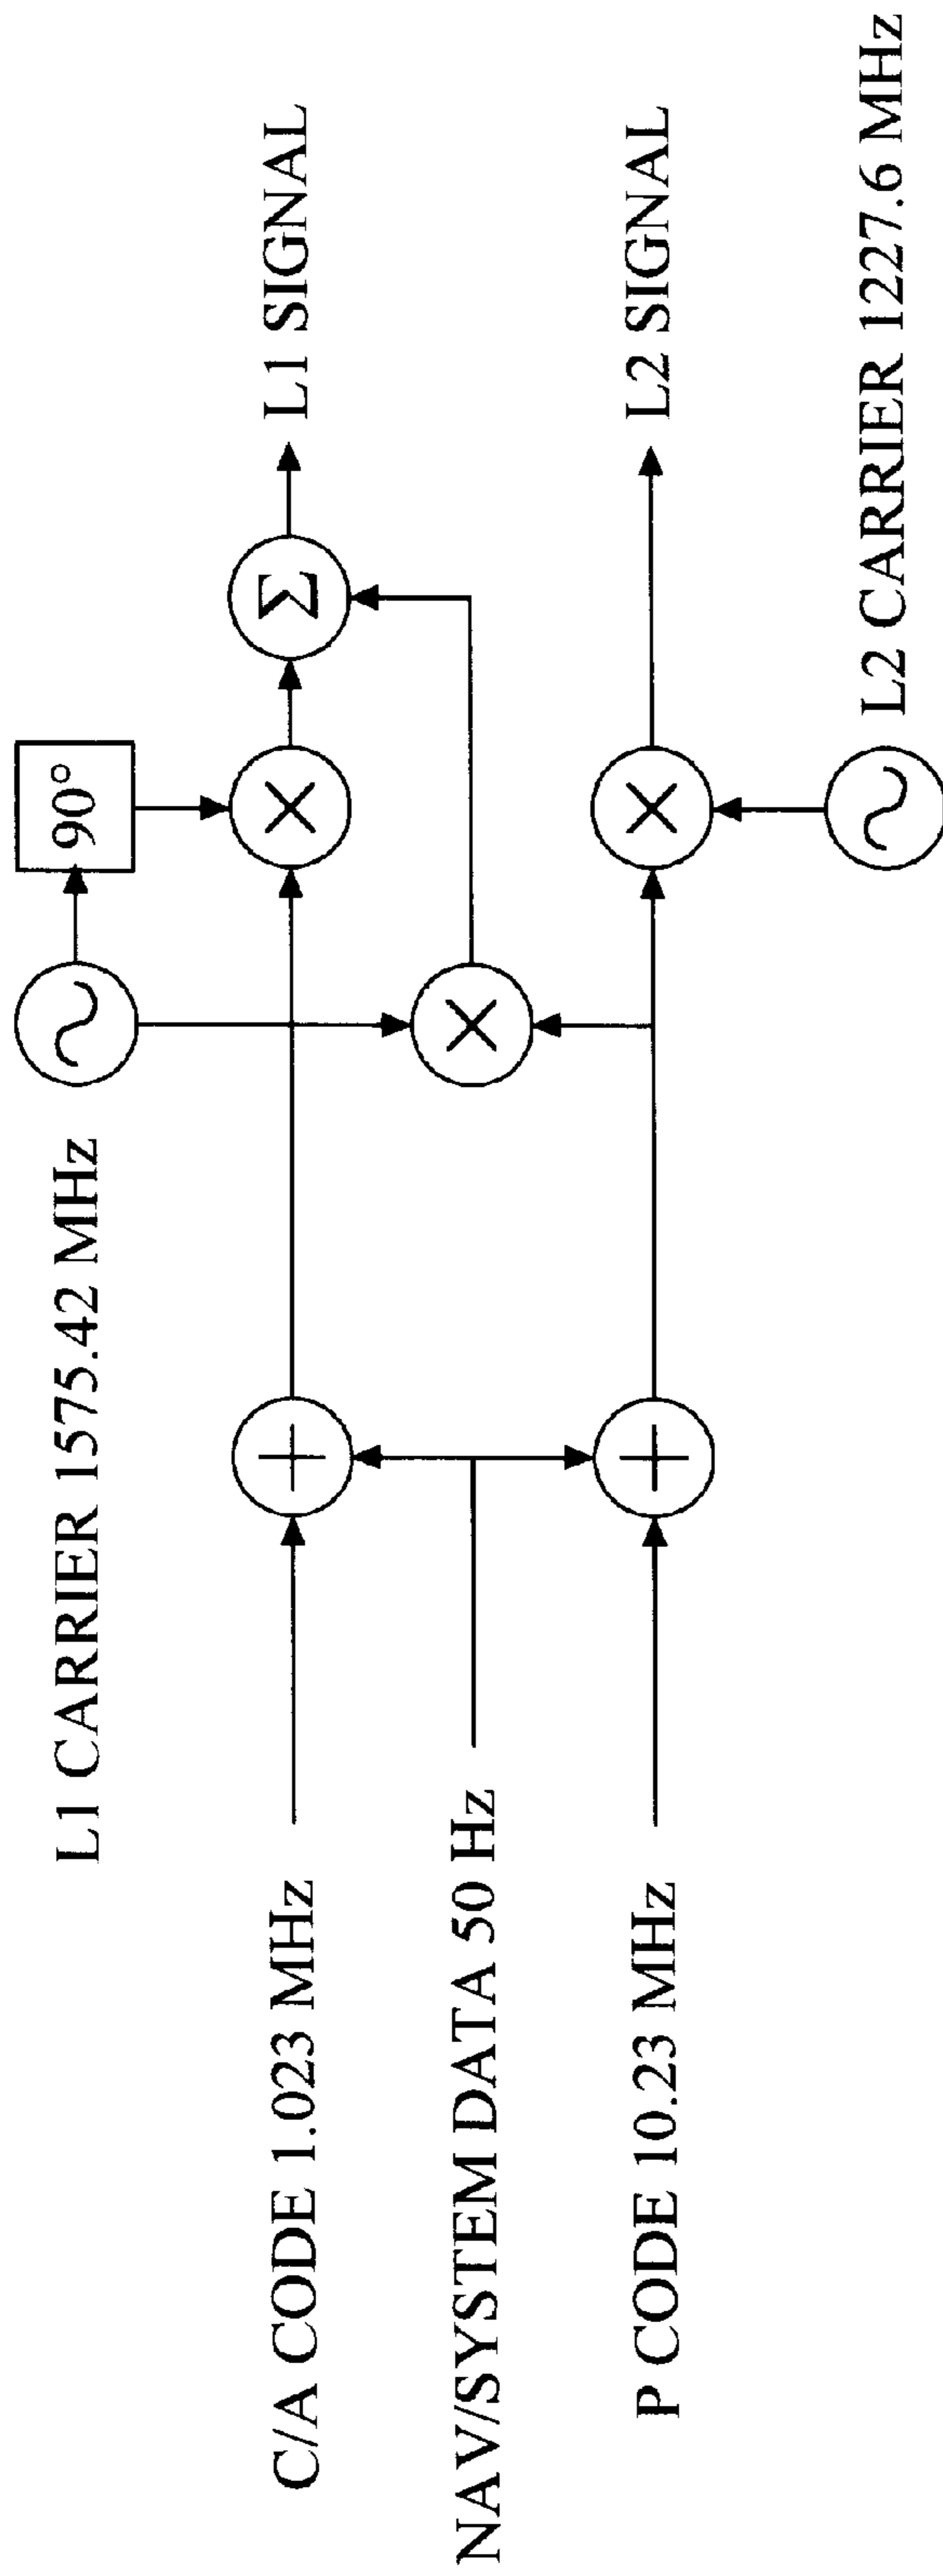 L1 CARRIER 1575.42 MHz
90°
C/A CODE 1.023 MHz
+
×
Σ
L1 SIGNAL
NAV/SYSTEM DATA 50 Hz
×
P CODE 10.23 MHz
+
×
L2 SIGNAL
L2 CARRIER 1227.6 MHz